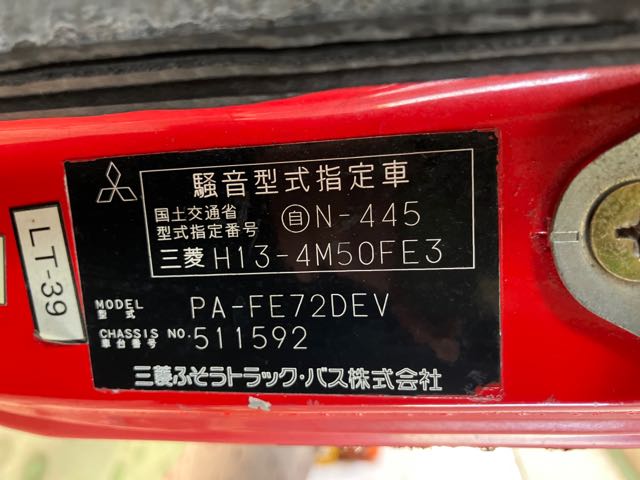 騒音型式指定車
国土交通省
型式指定番号 ㊏N-445
三菱 H13-4M50FE3
MODEL
型式 PA-FE72DEV
CHASSIS NO.
車台番号 511592
三菱ふそうトラック・バス株式会社
LT-39